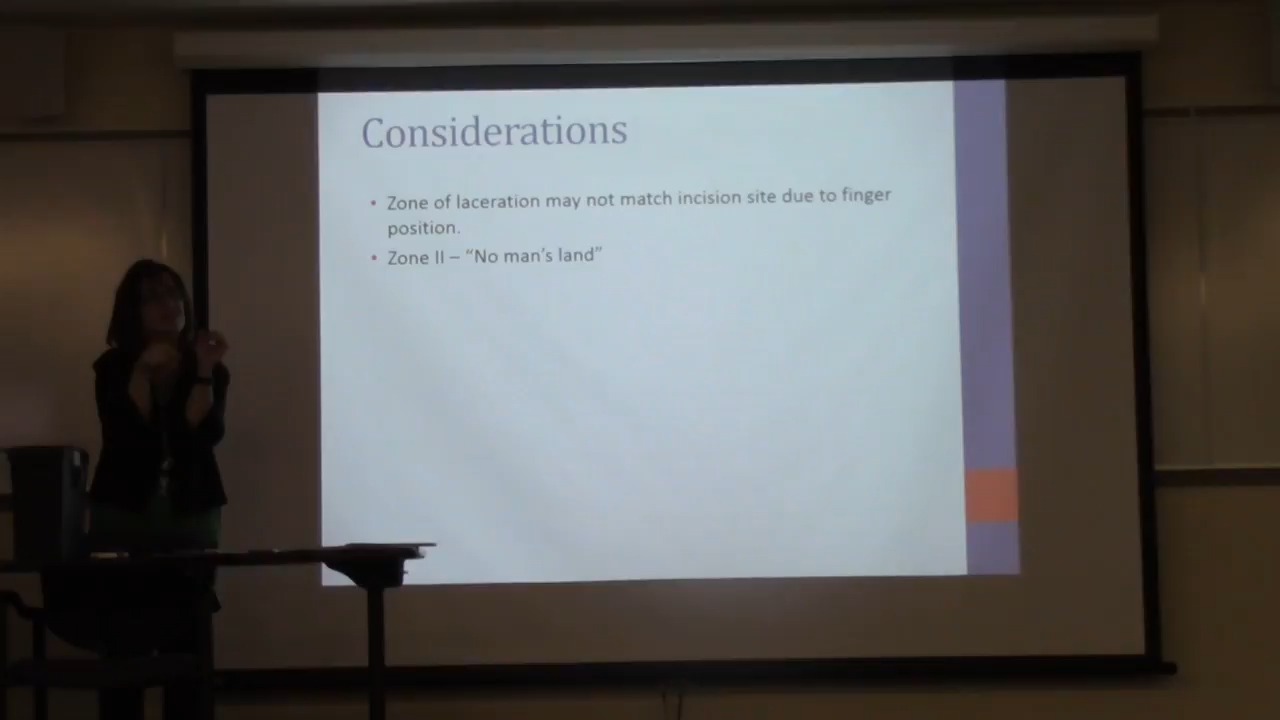 Considerations
• Zone of laceration may not match incision site due to finger
position.
• Zone II – “No man’s land”